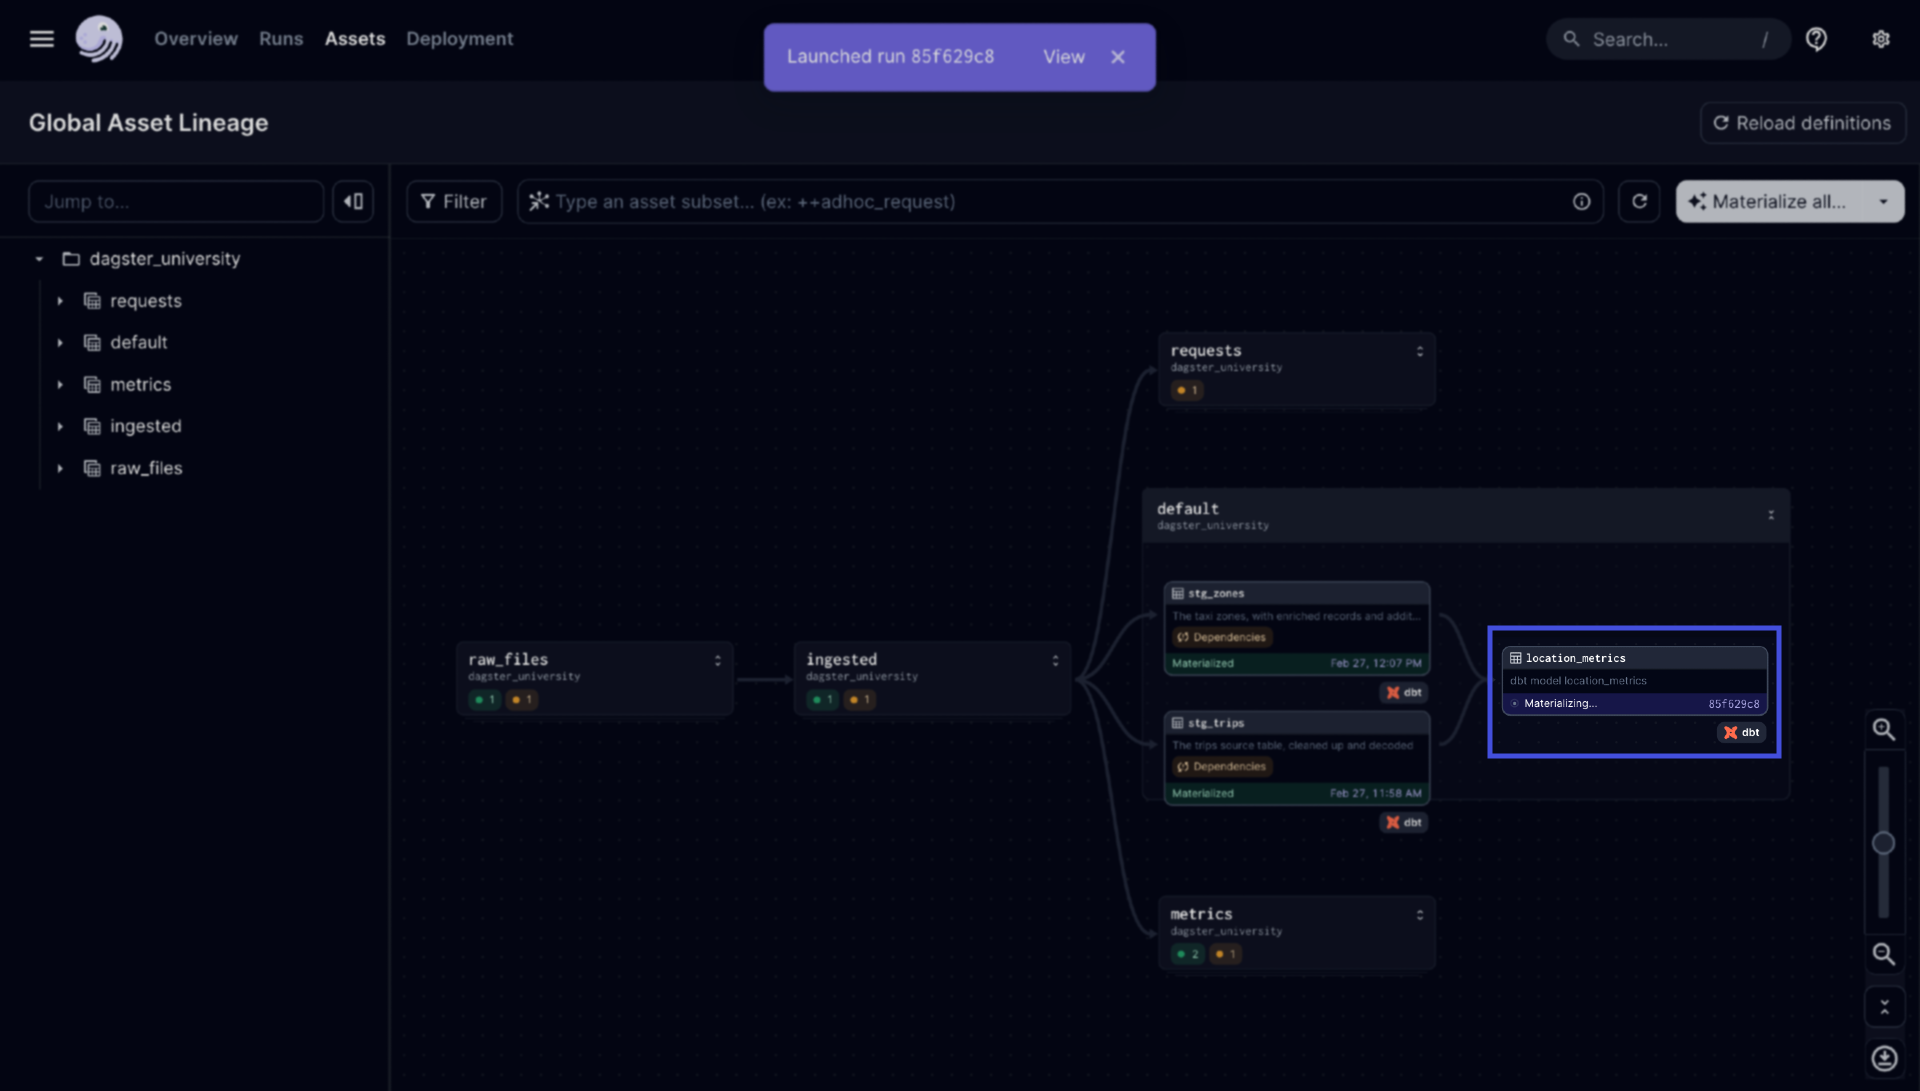 Overview Runs Assets Deployment
Launched run 85f629c8 View
Search... /
Global Asset Lineage
Reload definitions
Jump to...
Filter
Type an asset subset... (ex: ++adhoc_request)
Materialize all...
dagster_university
requests
default
metrics
ingested
raw_files
requests
dagster_university
1
default
dagster_university
stg_zones
The taxi zones, with enriched records and addit...
Dependencies
Materialized Feb 27, 12:07 PM
dbt
raw_files
dagster_university
1 1
ingested
dagster_university
1 1
location_metrics
dbt model location_metrics
Materializing... 85f629c8
dbt
stg_trips
The trips source table, cleaned up and decoded
Dependencies
Materialized Feb 27, 11:58 AM
dbt
metrics
dagster_university
2 1